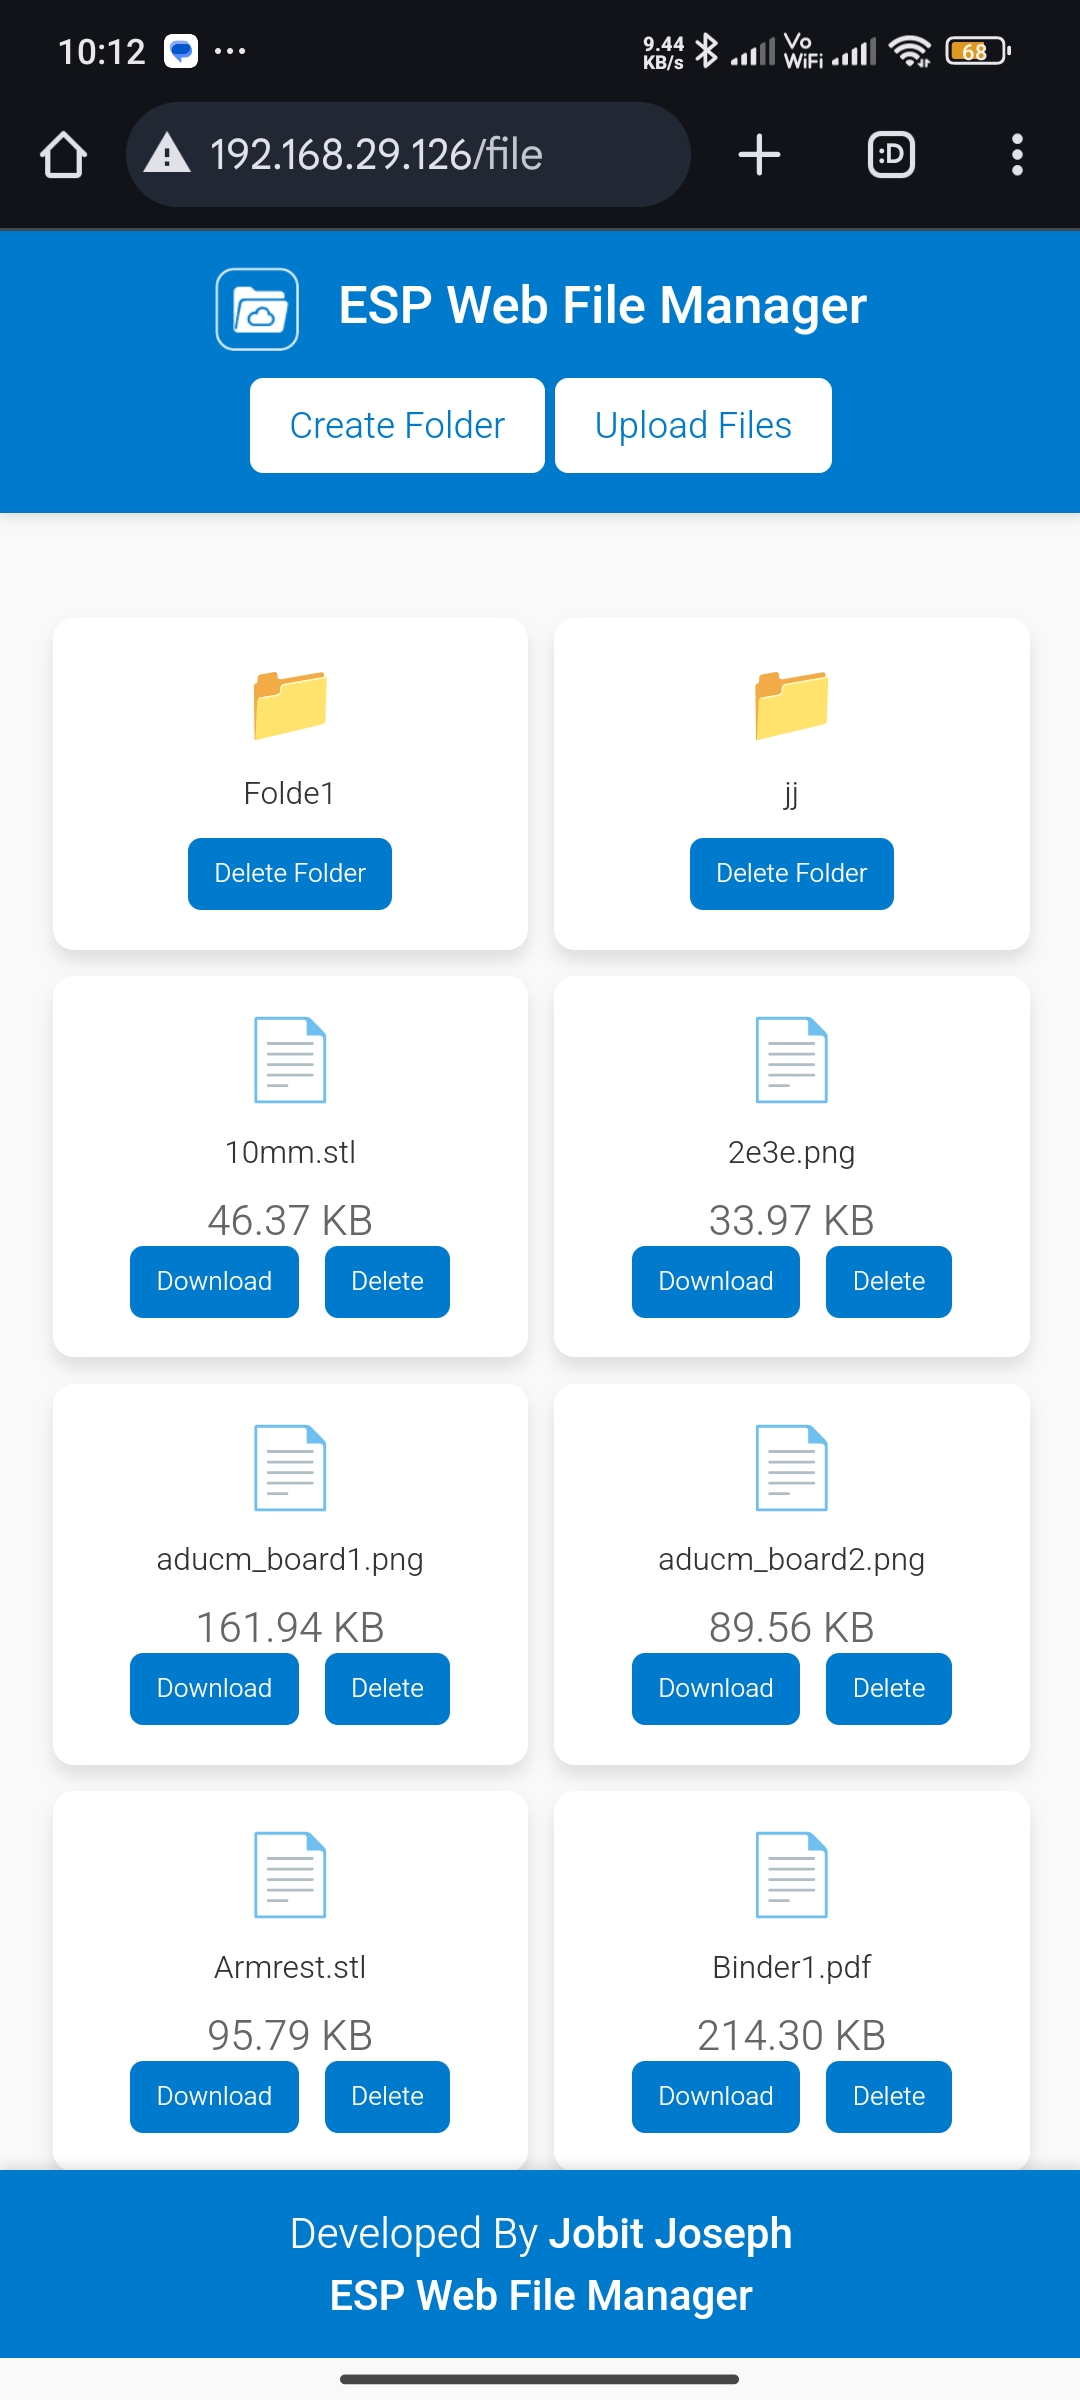 10:12
9.44 KB/s
Vo WiFi
68
192.168.29.126/file
:D
ESP Web File Manager
Create Folder Upload Files
Folde1 jj
Delete Folder Delete Folder
10mm.stl 2e3e.png
46.37 KB 33.97 KB
Download Delete Download Delete
aducm_board1.png aducm_board2.png
161.94 KB 89.56 KB
Download Delete Download Delete
Armrest.stl Binder1.pdf
95.79 KB 214.30 KB
Download Delete Download Delete
Developed By Jobit Joseph
ESP Web File Manager